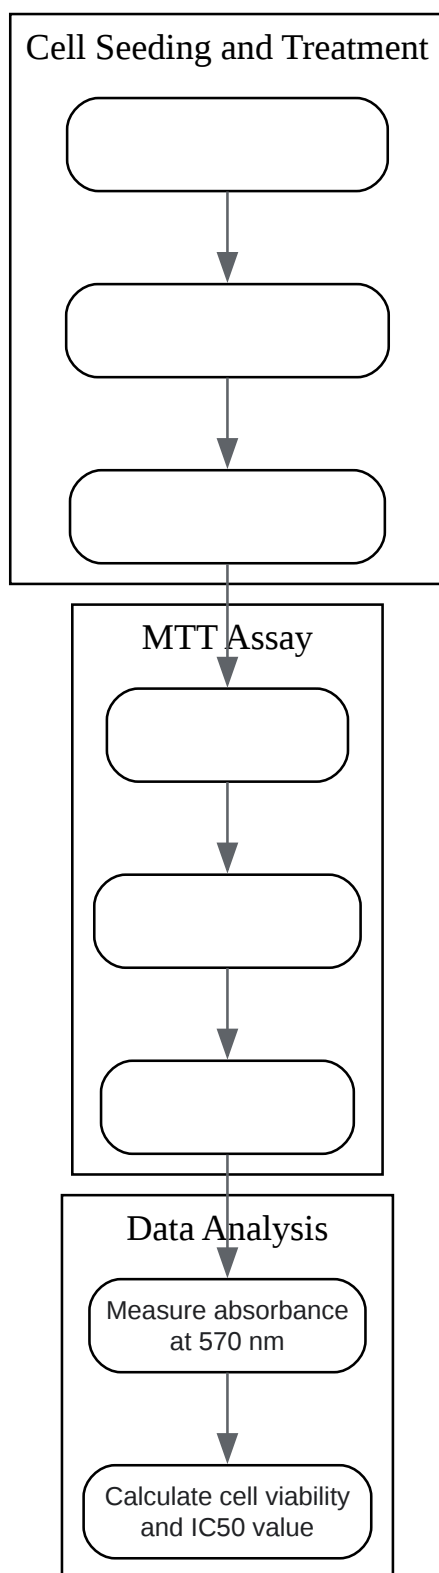 Cell Seeding and Treatment
MTT Assay
Data Analysis
Measure absorbance
at 570 nm
Calculate cell viability
and IC50 value